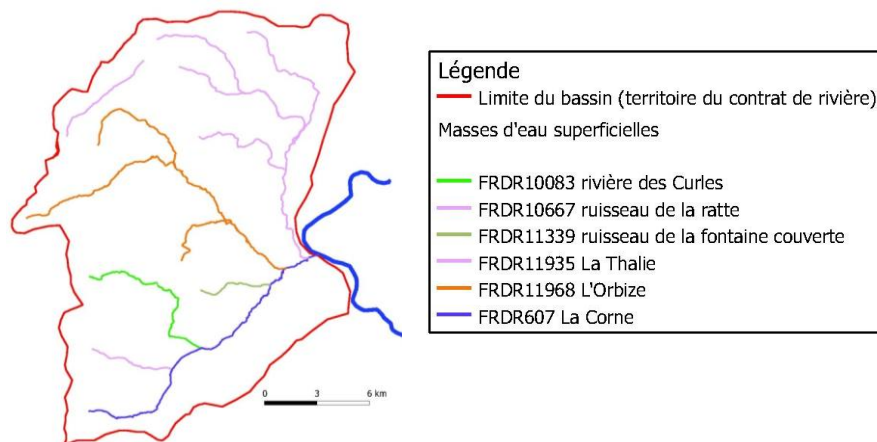 Légende
Limite du bassin (territoire du contrat de rivière)
Masses d'eau superficielles
FRDR10083 rivière des Curles
FRDR10667 ruisseau de la ratte
FRDR11339 ruisseau de la fontaine couverte
FRDR11935 La Thalie
FRDR11968 L'Orbize
FRDR607 La Corne
0 3 6 km